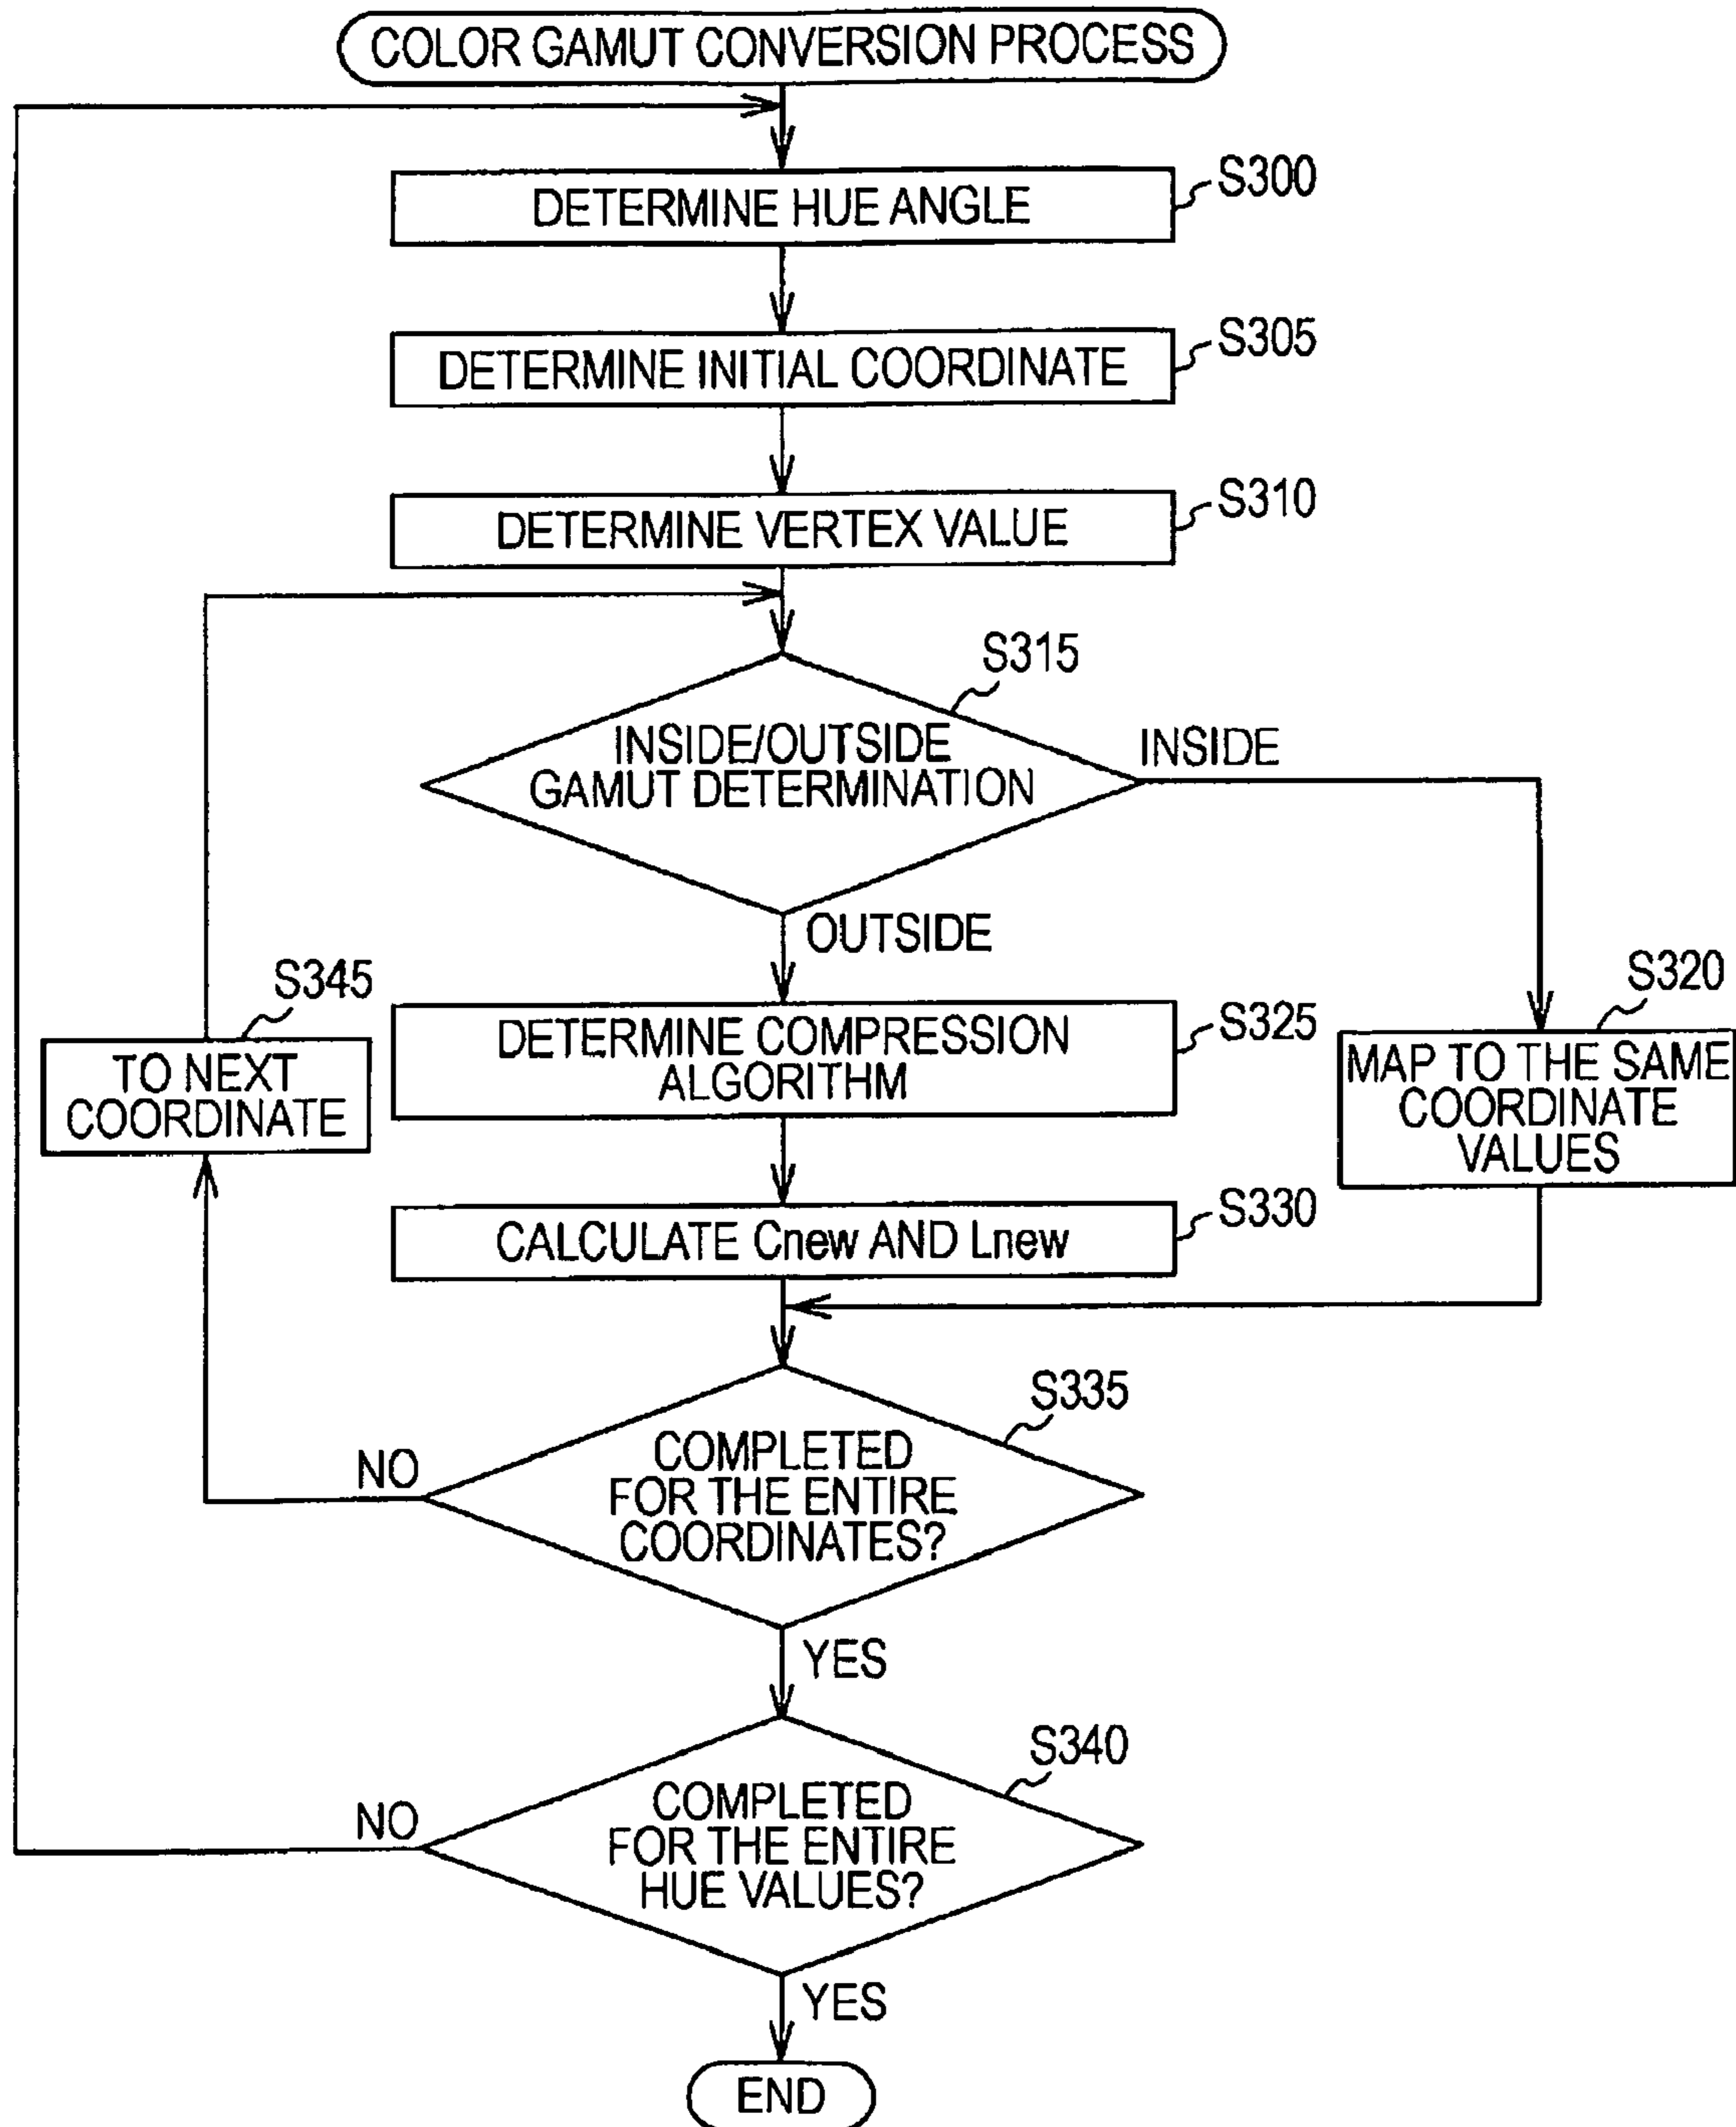 COLOR GAMUT CONVERSION PROCESS
S300
DETERMINE HUE ANGLE
S305
DETERMINE INITIAL COORDINATE
S310
DETERMINE VERTEX VALUE
S315
INSIDE/OUTSIDE
GAMUT DETERMINATION
INSIDE
OUTSIDE
S345
TO NEXT
COORDINATE
S325
DETERMINE COMPRESSION
ALGORITHM
S320
MAP TO THE SAME
COORDINATE
VALUES
S330
CALCULATE Cnew AND Lnew
S335
COMPLETED
FOR THE ENTIRE
COORDINATES?
NO
YES
S340
COMPLETED
FOR THE ENTIRE
HUE VALUES?
NO
YES
END